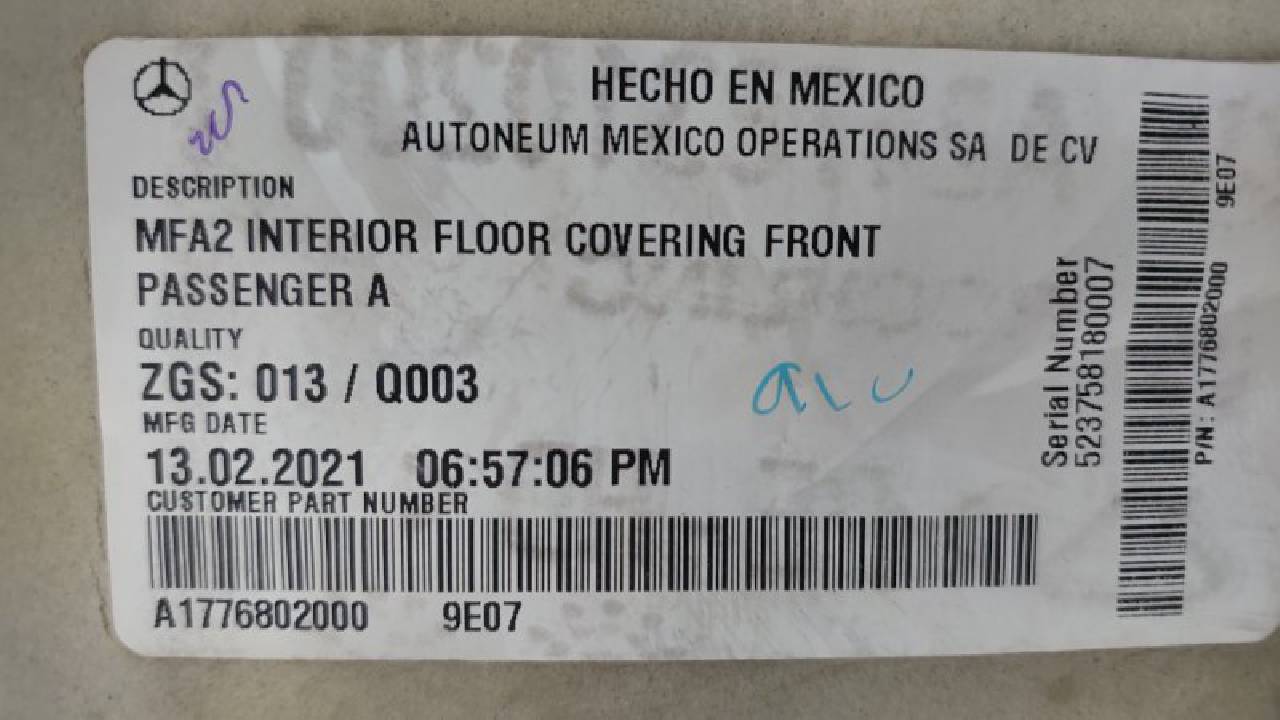 HECHO EN MEXICO
AUTONEUM MEXICO OPERATIONS SA DE CV
DESCRIPTION
MFA2 INTERIOR FLOOR COVERING FRONT
PASSENGER A
QUALITY
ZGS: 013 / Q003
MFG DATE
13.02.2021 06:57:06 PM
CUSTOMER PART NUMBER
A1776802000 9E07
Serial Number
523758180007
P/N: A1776802000 9E07